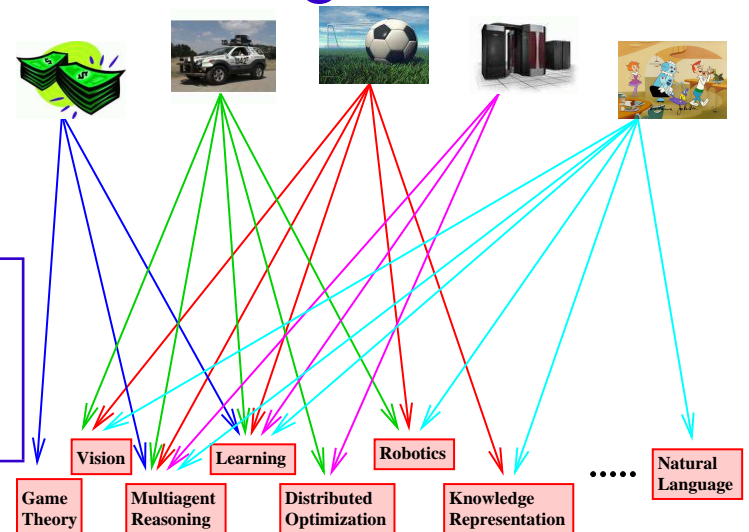 Vision
Learning
Robotics
Natural
Language
Game
Theory
Multiagent
Reasoning
Distributed
Optimization
Knowledge
Representation